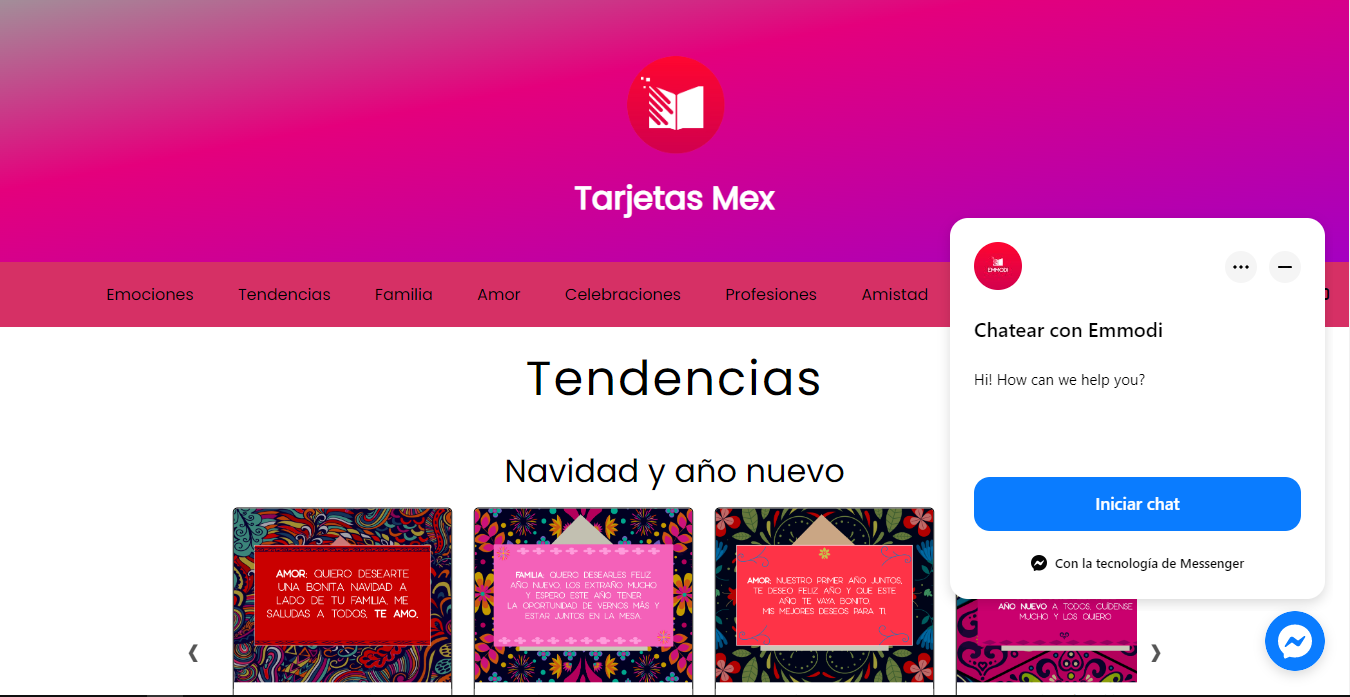 Tarjetas Mex
Emociones Tendencias Familia Amor Celebraciones Profesiones Amistad
Tendencias
Navidad y año nuevo
AMOR: QUIERO DESEARTE
UNA BONITA NAVIDAD A
LADO DE TU FAMILIA, ME
SALUDAS A TODOS, TE AMO.
FAMILIA: QUIERO DESEARLES FELIZ
AÑO NUEVO, LOS EXTRAÑO MUCHO
Y ESPERO ESTE AÑO TENER
LA OPORTUNIDAD DE VERNOS MÁS Y
ESTAR JUNTOS EN LA MESA.
AMOR: NUESTRO PRIMER AÑO JUNTOS,
TE DESEO FELIZ AÑO Y QUE ESTE
AÑO TE VAYA BONITO,
MIS MEJORES DESEOS PARA TI.
AÑO NUEVO A TODOS, CUÍDENSE
MUCHO Y LOS QUIERO
EMMODI
Chatear con Emmodi
Hi! How can we help you?
Iniciar chat
Con la tecnología de Messenger